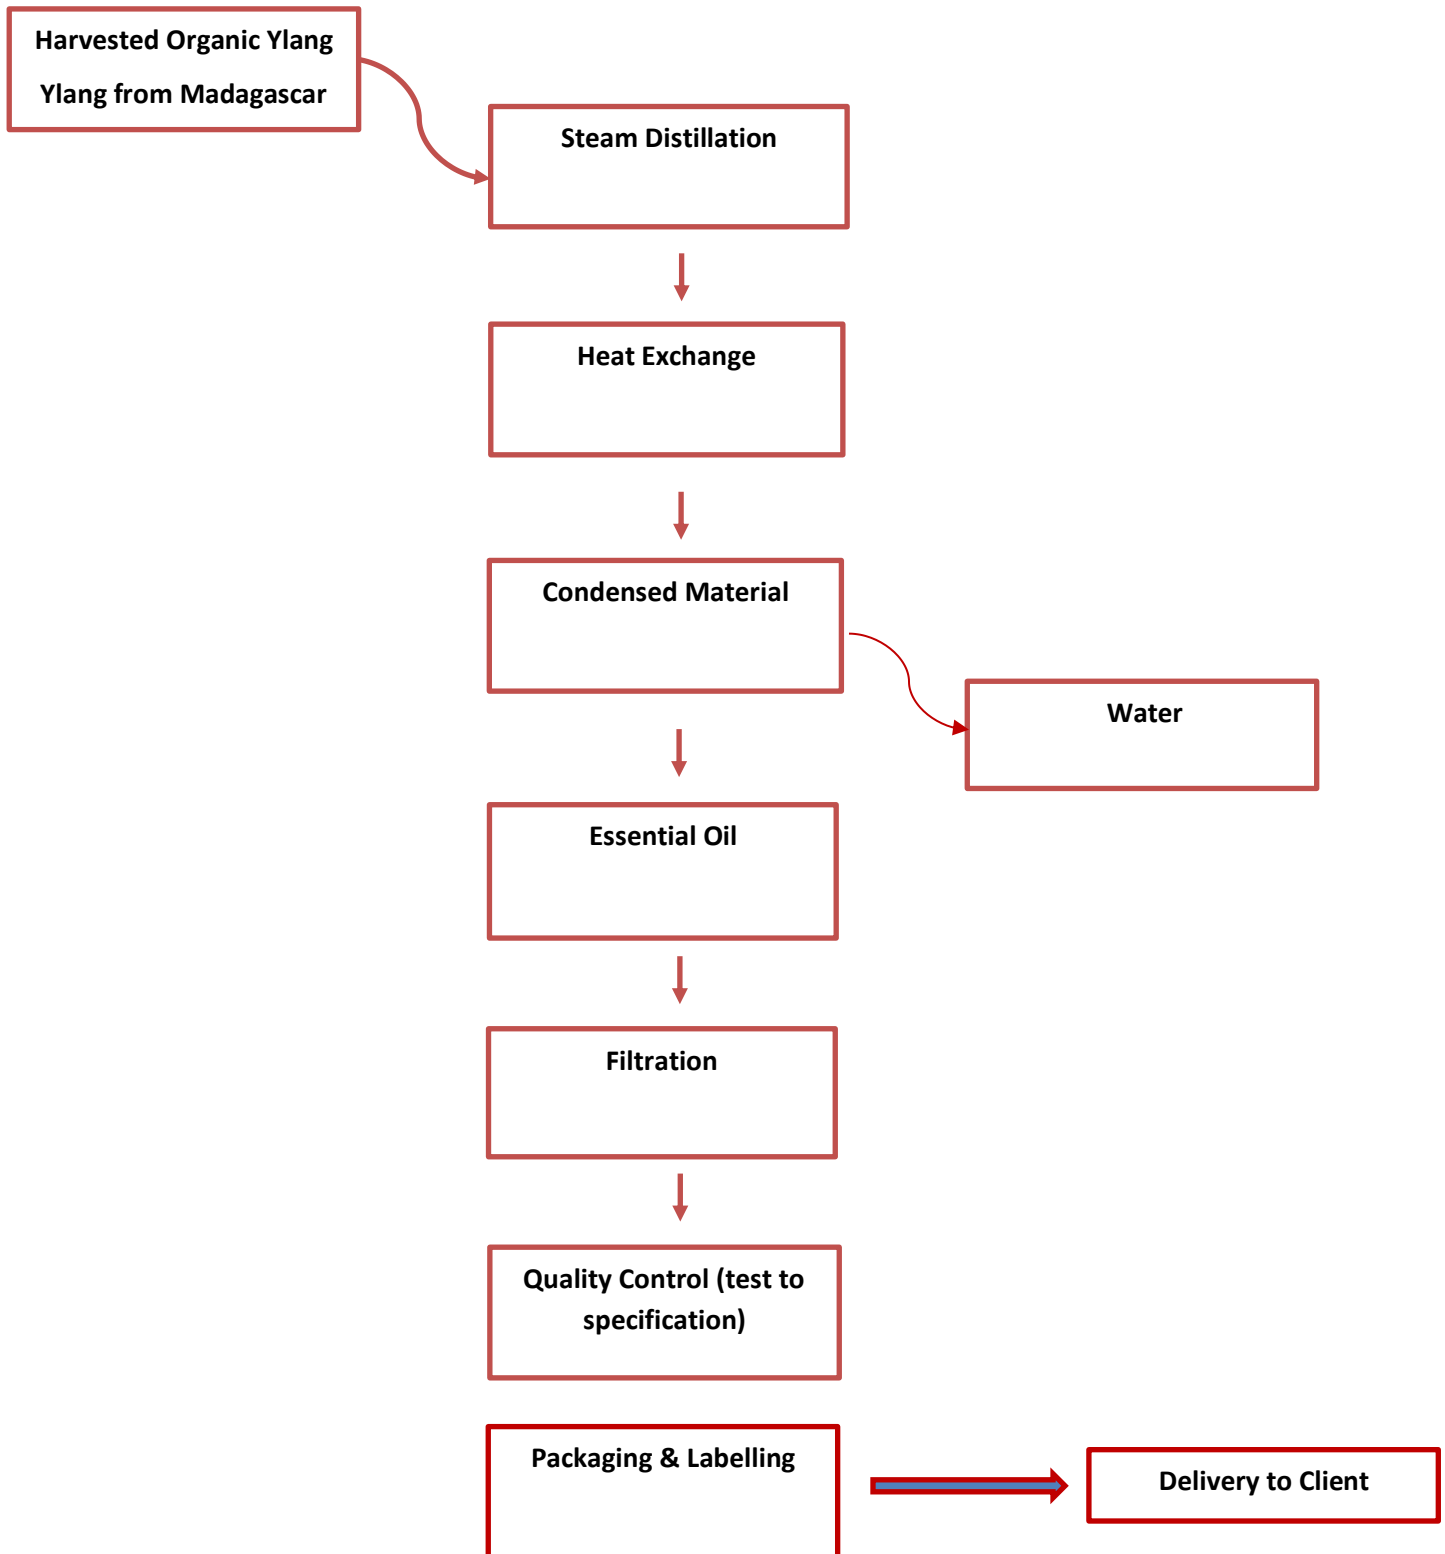 Harvested Organic Ylang
Ylang from Madagascar
Steam Distillation
Heat Exchange
Condensed Material
Water
Essential Oil
Filtration
Quality Control (test to
specification)
Packaging & Labelling
Delivery to Client